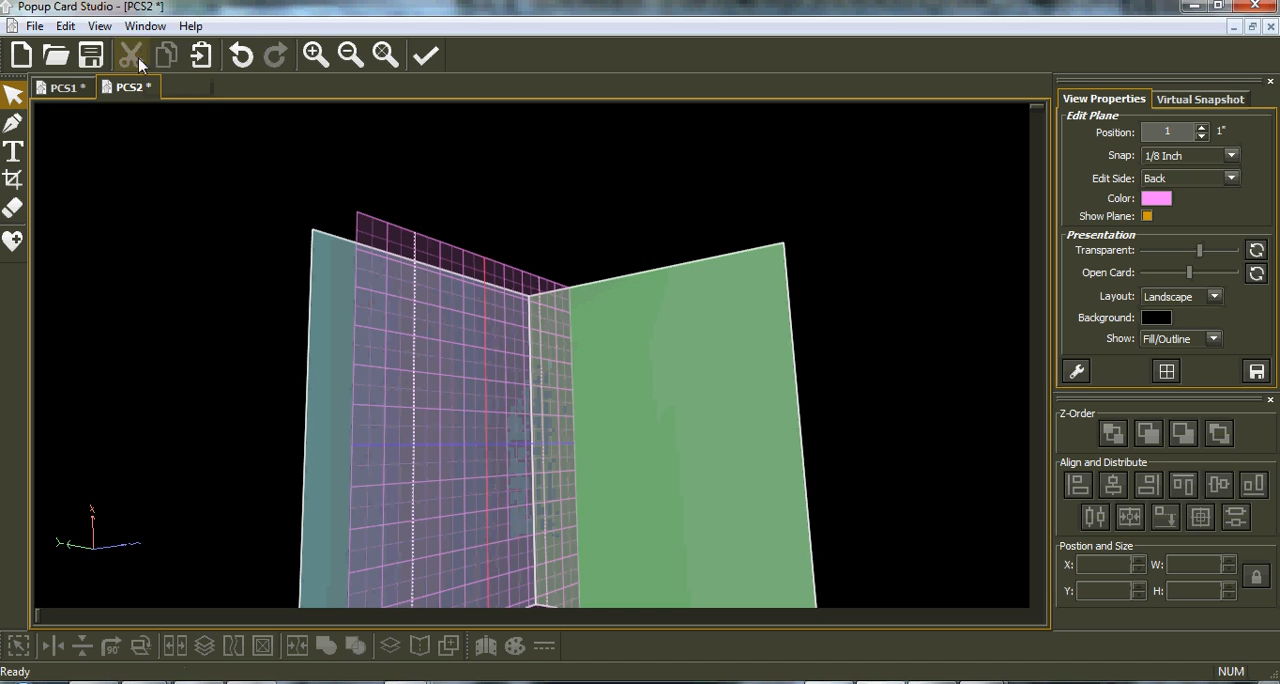 Popup Card Studio - [PCS2 *]
File Edit View Window Help
PCS1 * PCS2 *
View Properties Virtual Snapshot
Edit Plane
Position: 1 1"
Snap: 1/8 Inch
Edit Side: Back
Color:
Show Plane:
Presentation
Transparent:
Open Card:
Layout: Landscape
Background:
Show: Fill/Outline
Z-Order
Align and Distribute
Postion and Size
X: W:
Y: H:
X
Y
90°
Ready NUM